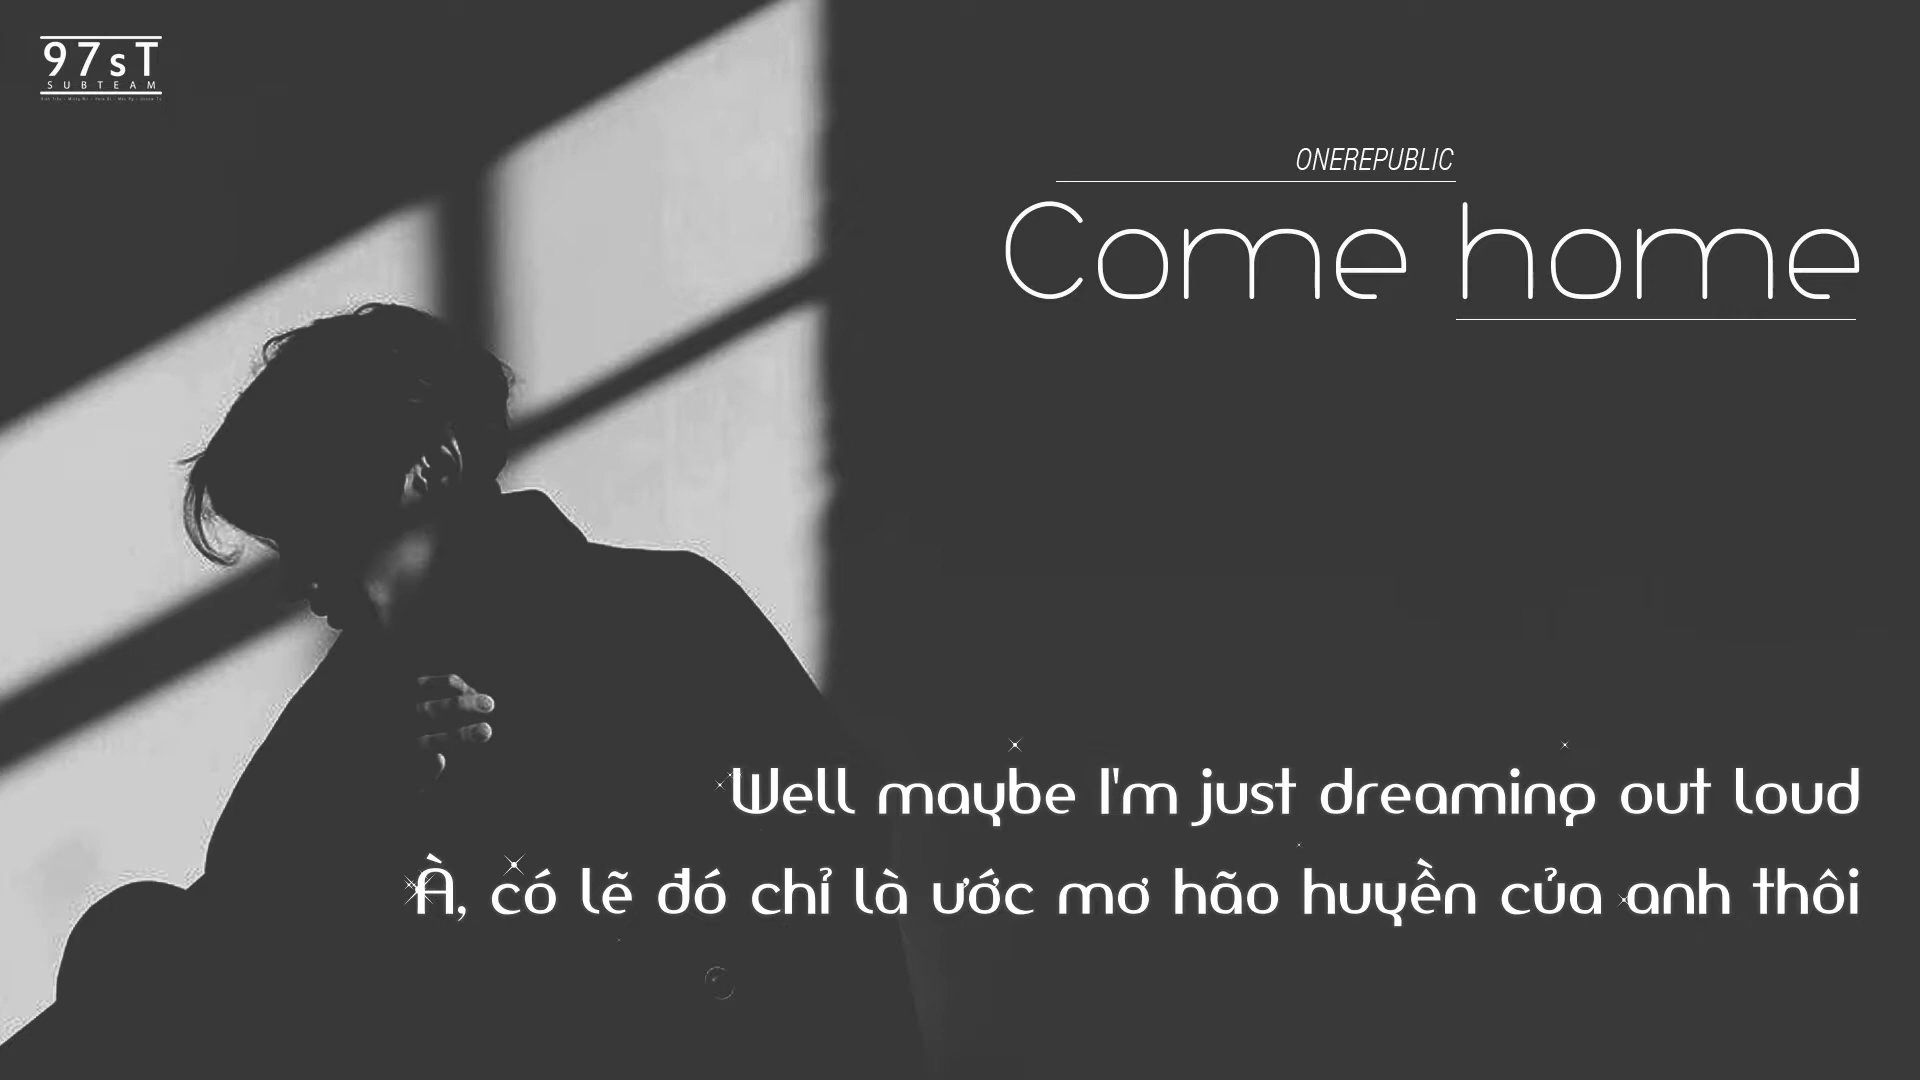 97sT
SUBTEAM
ONEREPUBLIC
Come home
Well maybe I'm just dreaming out loud
À, có lẽ đó chỉ là ước mơ hão huyền của anh thôi